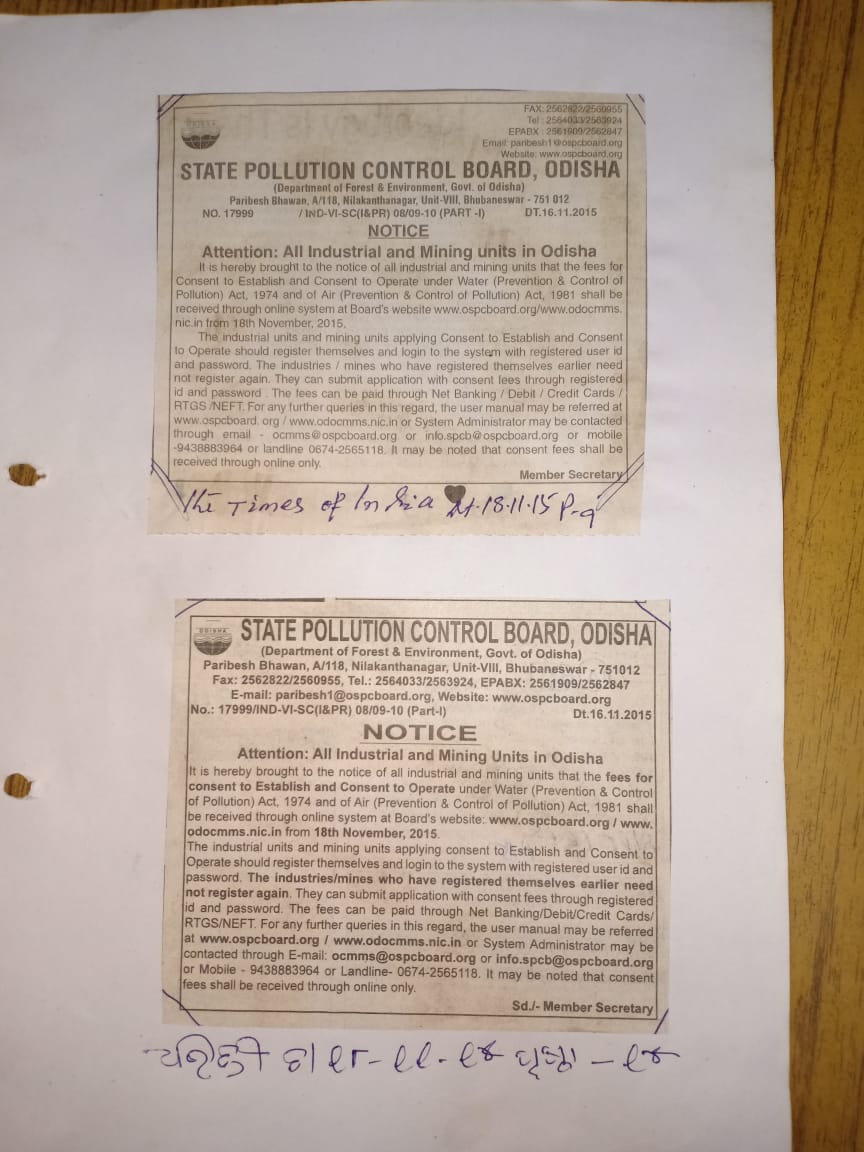 ODISHA
FAX: 2562822/2560955
Tel : 2564033/2563924
EPABX : 2561909/2562847
Email: paribesh1@ospcboard.org
Website: www.ospcboard.org
STATE POLLUTION CONTROL BOARD, ODISHA
(Department of Forest & Environment, Govt. of Odisha)
Paribesh Bhawan, A/118, Nilakanthanagar, Unit-VIII, Bhubaneswar - 751 012
NO. 17999 / IND-VI-SC(I&PR) 08/09-10 (PART -I) DT.16.11.2015
NOTICE
Attention: All Industrial and Mining units in Odisha
It is hereby brought to the notice of all industrial and mining units that the fees for
Consent to Establish and Consent to Operate under Water (Prevention & Control of
Pollution) Act, 1974 and of Air (Prevention & Control of Pollution) Act, 1981 shall be
received through online system at Board's website www.ospcboard.org/www.odocmms.
nic.in from 18th November, 2015.
The industrial units and mining units applying Consent to Establish and Consent
to Operate should register themselves and login to the system with registered user id
and password. The industries / mines who have registered themselves earlier need
not register again. They can submit application with consent fees through registered
id and password . The fees can be paid through Net Banking / Debit / Credit Cards /
RTGS /NEFT. For any further queries in this regard, the user manual may be referred at
www.ospcboard. org / www.odocmms.nic.in or System Administrator may be contacted
through email - ocmms@ospcboard.org or info.spcb@ospcboard.org or mobile
-9438883964 or landline 0674-2565118. It may be noted that consent fees shall be
received through online only.
Member Secretary
The Times of India Dt.18.11.15 P-9
ODISHA
STATE POLLUTION CONTROL BOARD, ODISHA
(Department of Forest & Environment, Govt. of Odisha)
Paribesh Bhawan, A/118, Nilakanthanagar, Unit-VIII, Bhubaneswar - 751012
Fax: 2562822/2560955, Tel.: 2564033/2563924, EPABX: 2561909/2562847
E-mail: paribesh1@ospcboard.org, Website: www.ospcboard.org
No.: 17999/IND-VI-SC(I&PR) 08/09-10 (Part-I) Dt.16.11.2015
NOTICE
Attention: All Industrial and Mining Units in Odisha
It is hereby brought to the notice of all industrial and mining units that the fees for
consent to Establish and Consent to Operate under Water (Prevention & Control
of Pollution) Act, 1974 and of Air (Prevention & Control of Pollution) Act, 1981 shall
be received through online system at Board's website: www.ospcboard.org / www.
odocmms.nic.in from 18th November, 2015.
The industrial units and mining units applying consent to Establish and Consent to
Operate should register themselves and login to the system with registered user id and
password. The industries/mines who have registered themselves earlier need
not register again. They can submit application with consent fees through registered
id and password. The fees can be paid through Net Banking/Debit/Credit Cards/
RTGS/NEFT. For any further queries in this regard, the user manual may be referred
at www.ospcboard.org / www.odocmms.nic.in or System Administrator may be
contacted through E-mail: ocmms@ospcboard.org or info.spcb@ospcboard.org
or Mobile - 9438883964 or Landline- 0674-2565118. It may be noted that consent
fees shall be received through online only.
Sd./- Member Secretary
ଧରିତ୍ରୀ ତା ୧୮-୧୧-୧୫ ପୃଷ୍ଠା - ୧୫